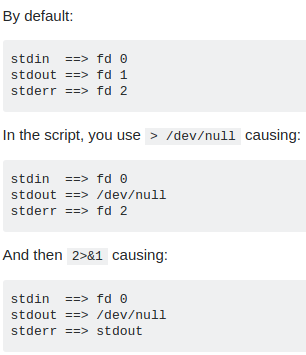 By default:
stdin  ==> fd 0
stdout ==> fd 1
stderr ==> fd 2
In the script, you use > /dev/null causing:
stdin  ==> fd 0
stdout ==> /dev/null
stderr ==> fd 2
And then 2>&1 causing:
stdin  ==> fd 0
stdout ==> /dev/null
stderr ==> stdout